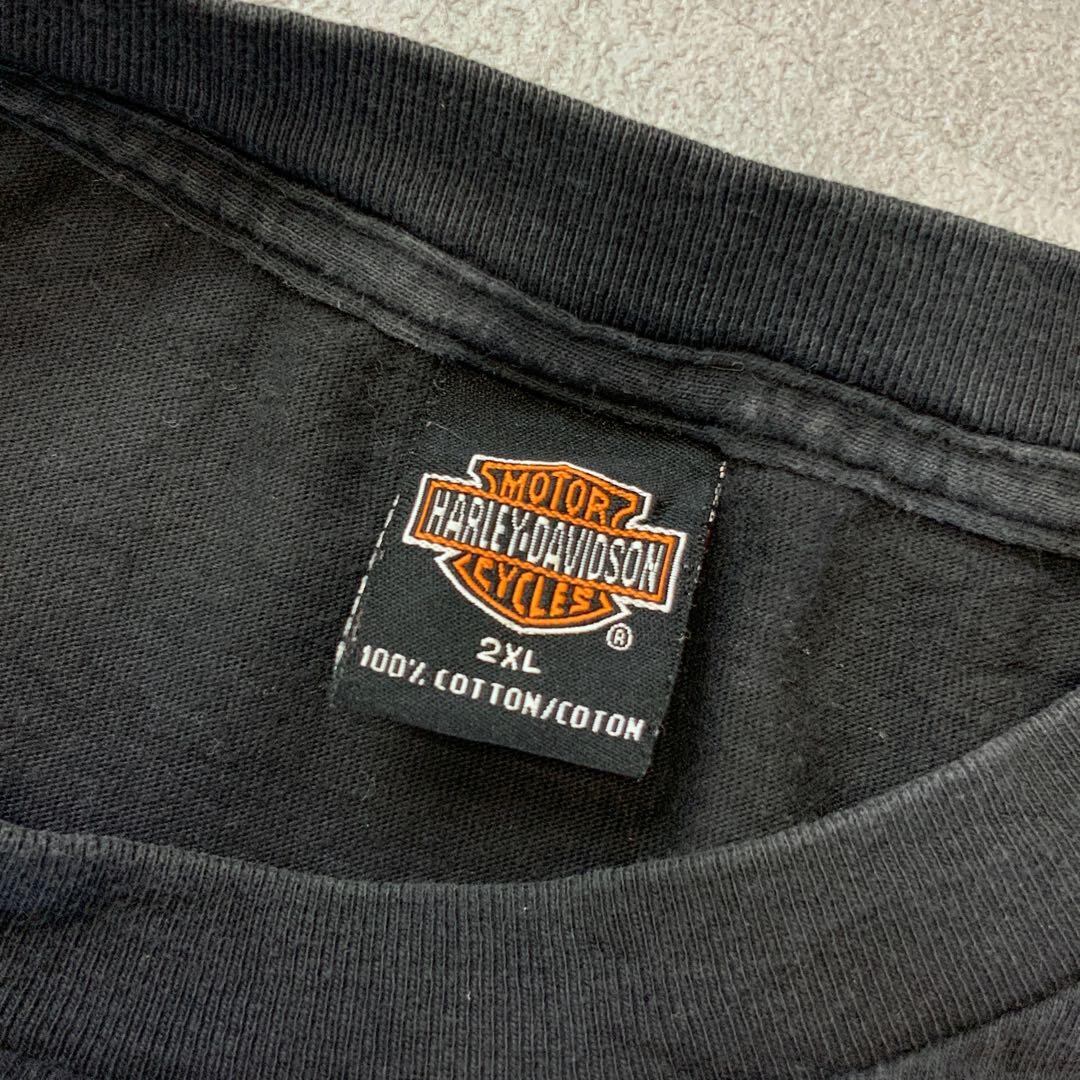 MOTOR
HARLEY-DAVIDSON
CYCLES
®
2XL
100% COTTON/COTON